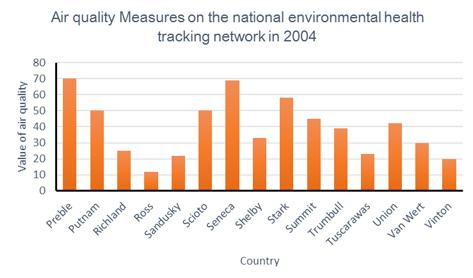 Air quality Measures on the national environmental health
tracking network in 2004
Value of air quality
80
70
60
50
40
30
20
10
0
Preble
Putnam
Richland
Ross
Sandusky
Scioto
Seneca
Shelby
Stark
Summit
Trumbull
Tuscarawas
Union
Van Wert
Vinton
Country